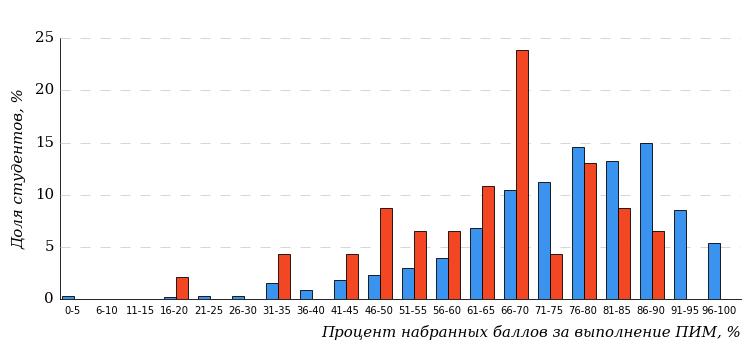 25
20
15
10
5
0
Доля студентов, %
0-5 6-10 11-15 16-20 21-25 26-30 31-35 36-40 41-45 46-50 51-55 56-60 61-65 66-70 71-75 76-80 81-85 86-90 91-95 96-100
Процент набранных баллов за выполнение ПИМ, %